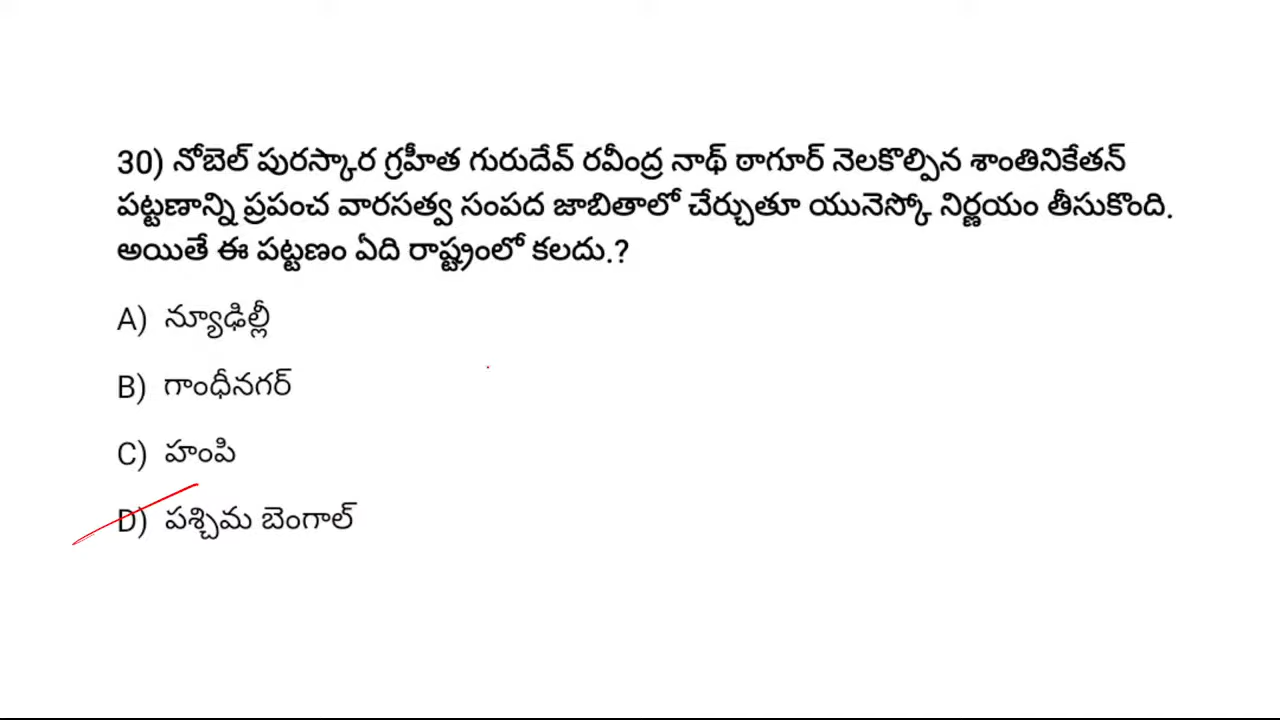 30) నోబెల్ పురస్కార గ్రహీత గురుదేవ్ రవీంద్ర నాథ్ ఠాగూర్ నెలకొల్పిన శాంతినికేతన్
పట్టణాన్ని ప్రపంచ వారసత్వ సంపద జాబితాలో చేర్చుతూ యునెస్కో నిర్ణయం తీసుకొంది.
అయితే ఈ పట్టణం ఏది రాష్ట్రంలో కలదు.?
A) న్యూఢిల్లీ
B) గాంధీనగర్
C) హంపి
D) పశ్చిమ బెంగాల్